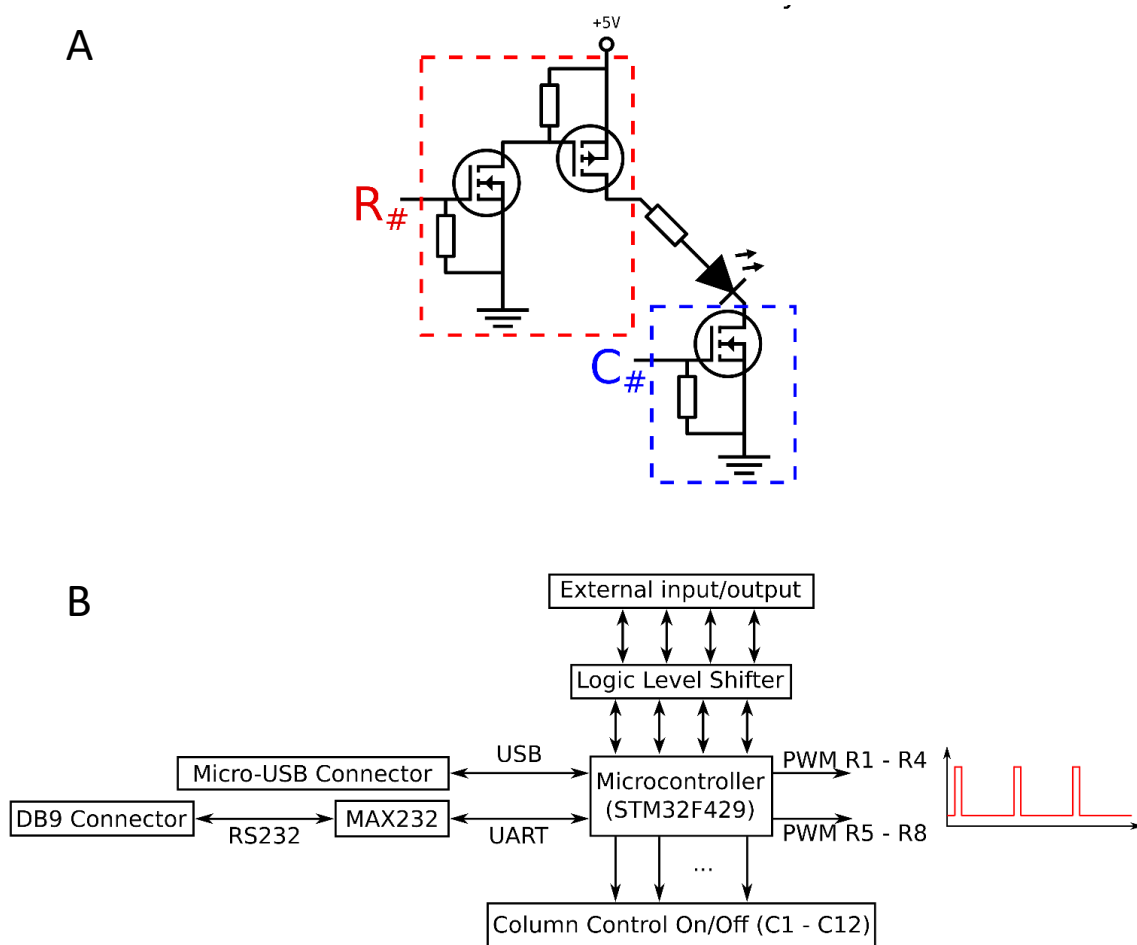 A
+5V
R#
C#
B
External input/output
Logic Level Shifter
USB
PWM R1 - R4
Micro-USB Connector
Microcontroller
(STM32F429)
DB9 Connector
MAX232
RS232
UART
PWM R5 - R8
...
Column Control On/Off (C1 - C12)